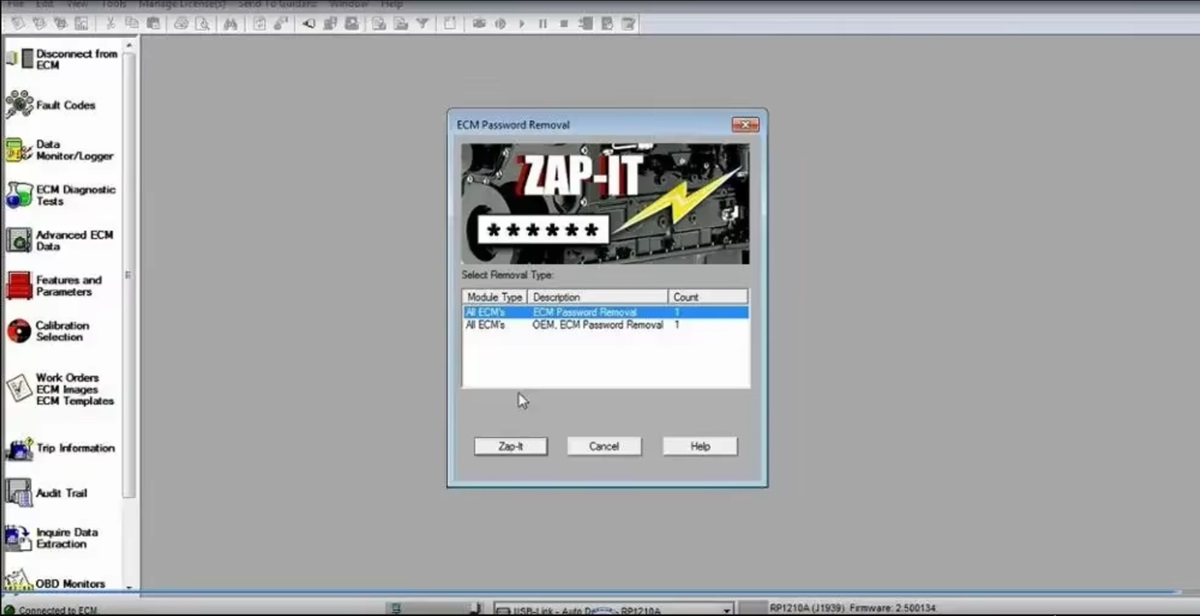 File Edit View Tools Manage License(s) Send To Guidanz Window Help
Disconnect from
ECM
Fault Codes
Data
Monitor/Logger
ECM Diagnostic
Tests
Advanced ECM
Data
Features and
Parameters
Calibration
Selection
Work Orders
ECM Images
ECM Templates
Trip Information
Audit Trail
Inquire Data
Extraction
OBD Monitors
ECM Password Removal
ZAP-IT
******
Select Removal Type:
Module Type Description Count
All ECM's ECM Password Removal 1
All ECM's OEM, ECM Password Removal 1
Zap-It Cancel Help
Connected to ECM
USB-Link - Auto RP1210A
RP1210A (J1939) Firmware: 2.500134